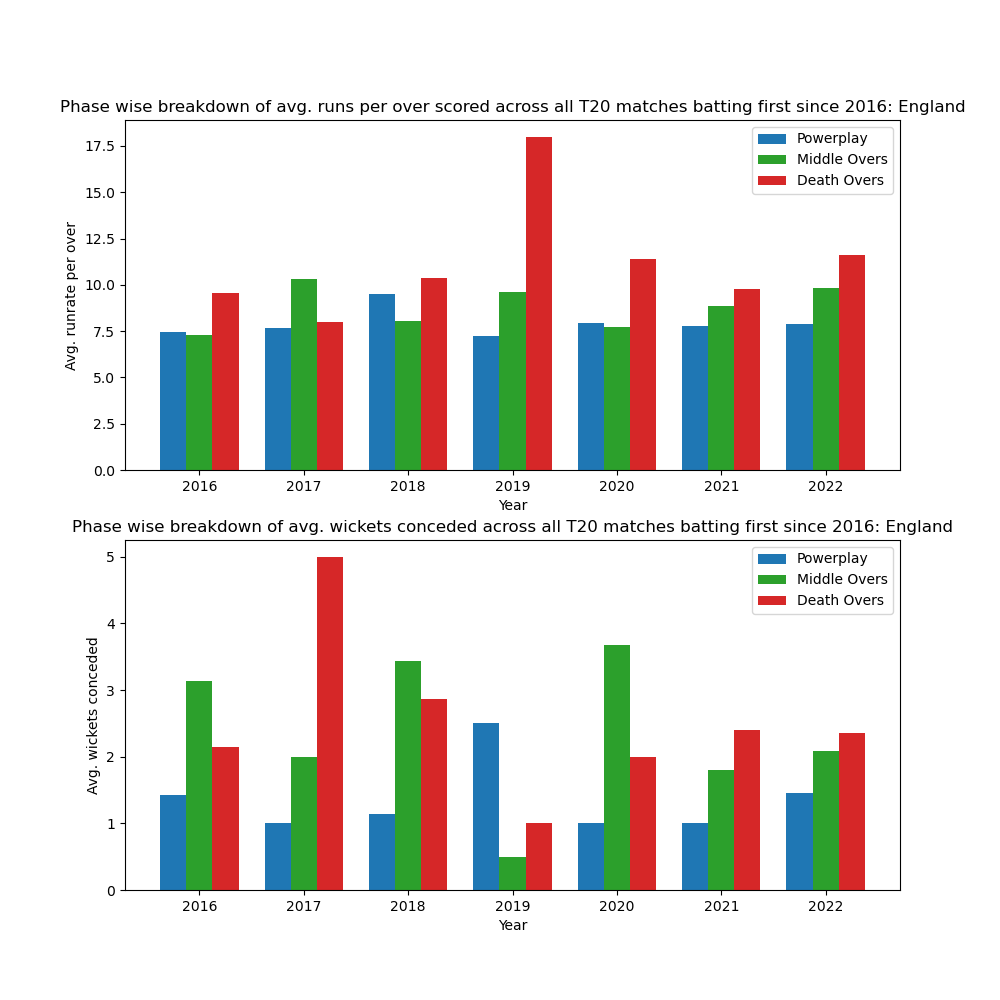 Phase wise breakdown of avg. runs per over scored across all T20 matches batting first since 2016: England
Powerplay
Middle Overs
Death Overs
17.5
15.0
12.5
10.0
7.5
5.0
2.5
0.0
Avg. runrate per over
2016 2017 2018 2019 2020 2021 2022
Year
Phase wise breakdown of avg. wickets conceded across all T20 matches batting first since 2016: England
Powerplay
Middle Overs
Death Overs
5
4
3
2
1
0
Avg. wickets conceded
2016 2017 2018 2019 2020 2021 2022
Year